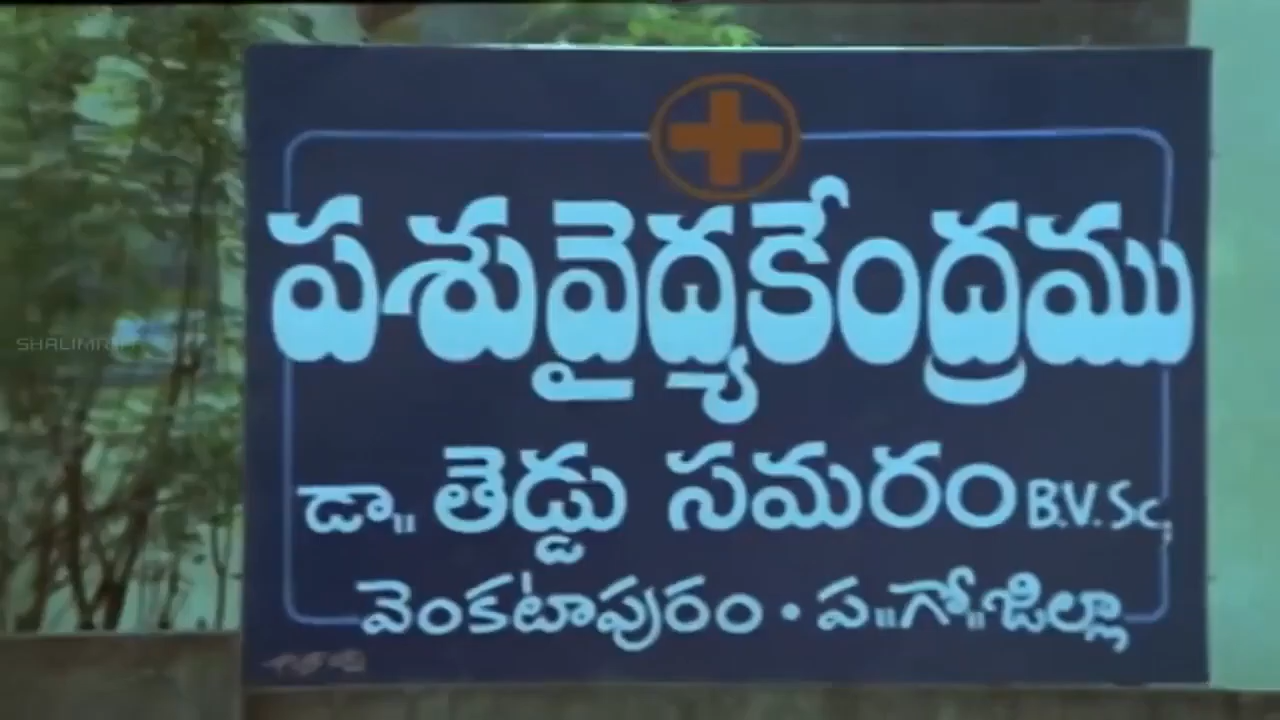 పశువైద్యకేంద్రము
డా॥ తెడ్డు సమరం B.V.Sc,
వెంకటాపురం • ప॥గో॥జిల్లా